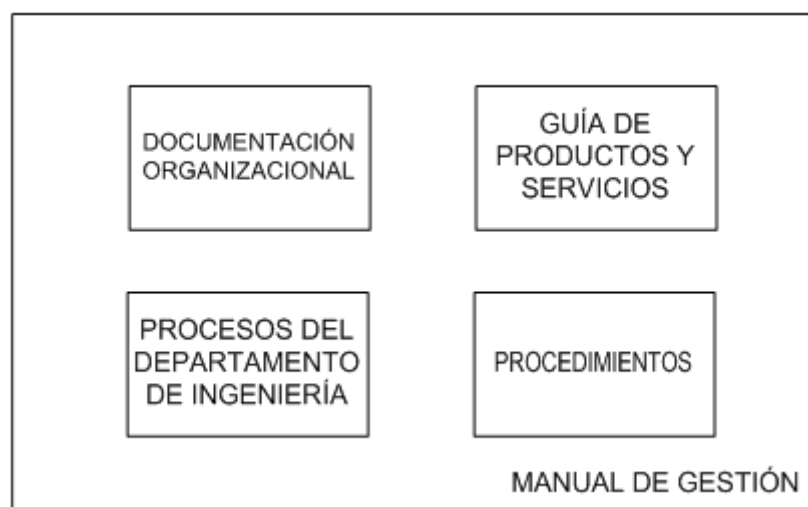 DOCUMENTACIÓN
ORGANIZACIONAL
GUÍA DE
PRODUCTOS Y
SERVICIOS
PROCESOS DEL
DEPARTAMENTO
DE INGENIERÍA
PROCEDIMIENTOS
MANUAL DE GESTIÓN